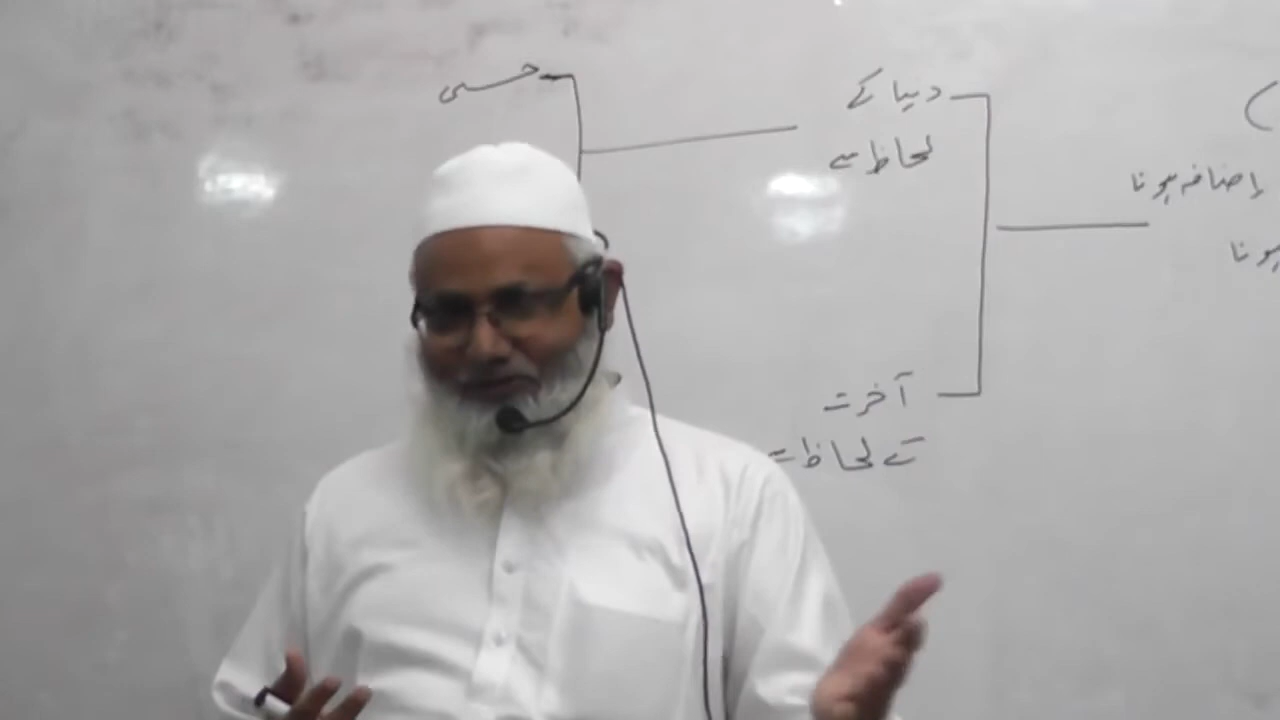 اضافہ ہونا
ہونا
دنیا کے
لحاظ سے
حسی
آخرت
کے لحاظ سے